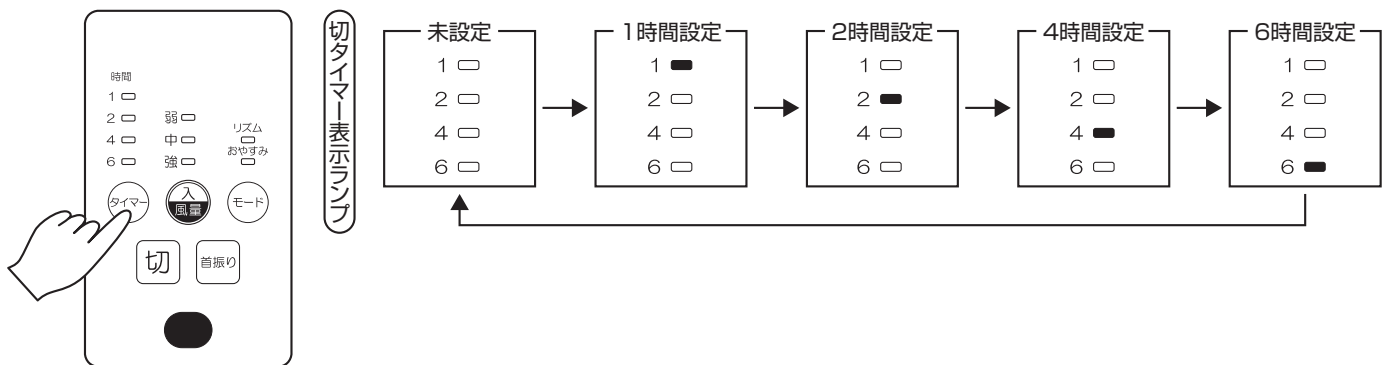 時間
1
2
4
6
弱
中
強
リズム
おやすみ
タイマー
入
風量
モード
切
首振り
切タイマー表示ランプ
未設定
1
2
4
6
1時間設定
1
2
4
6
2時間設定
1
2
4
6
4時間設定
1
2
4
6
6時間設定
1
2
4
6